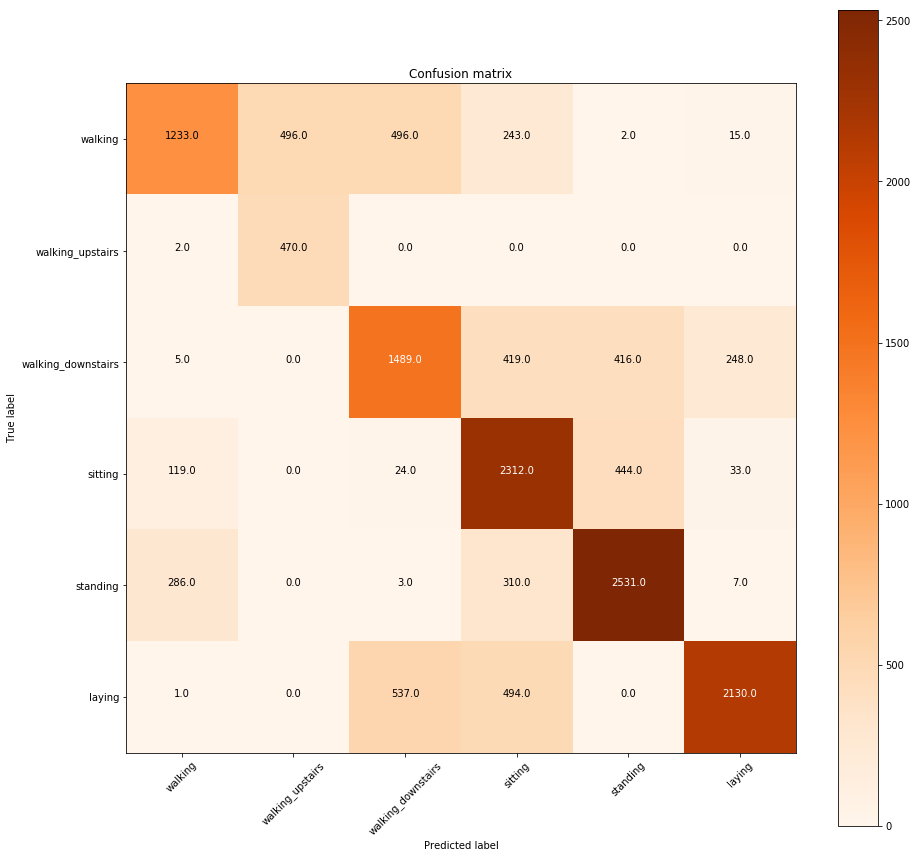 Confusion matrix
walking 1233.0 496.0 496.0 243.0 2.0 15.0
walking_upstairs 2.0 470.0 0.0 0.0 0.0 0.0
walking_downstairs 5.0 0.0 1489.0 419.0 416.0 248.0
sitting 119.0 0.0 24.0 2312.0 444.0 33.0
standing 286.0 0.0 3.0 310.0 2531.0 7.0
laying 1.0 0.0 537.0 494.0 0.0 2130.0
walking walking_upstairs walking_downstairs sitting standing laying
Predicted label
True label
2500
2000
1500
1000
500
0